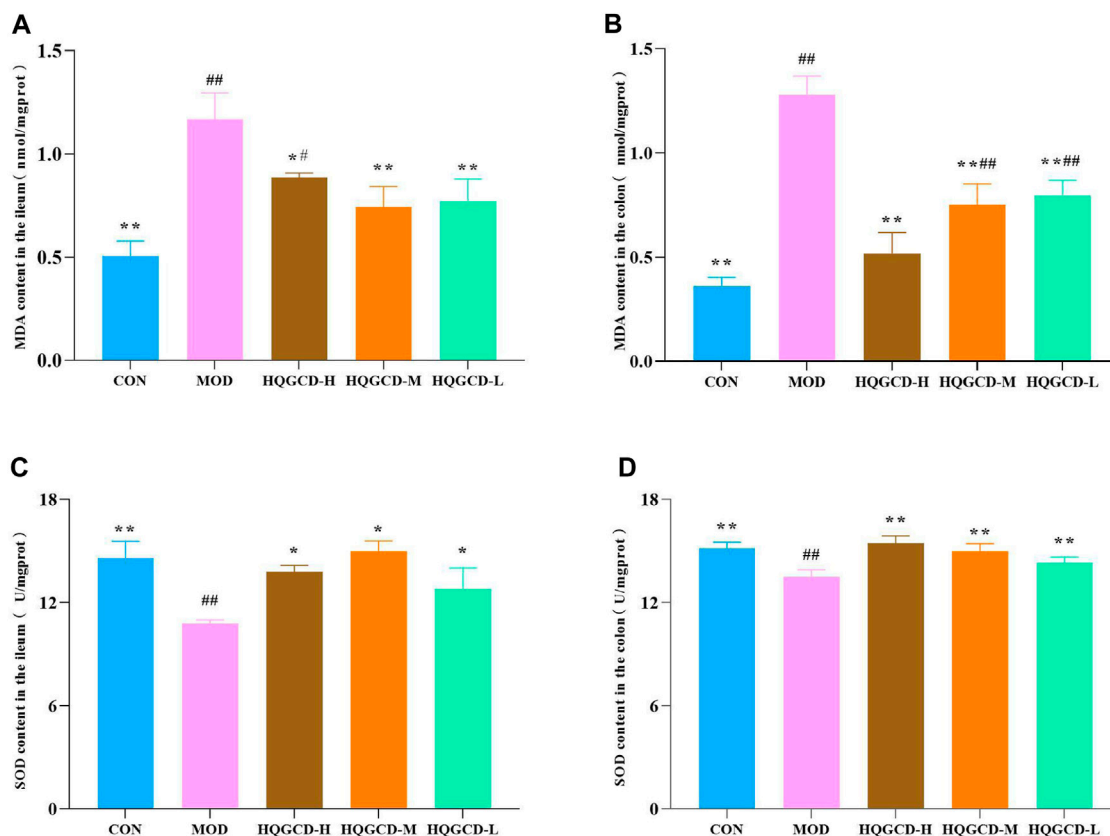 A
MDA content in the ileum（ nmol/mgprot）
1.5
1.0
0.5
0.0
**
##
*#
**
**
CON
MOD
HQGCD-H
HQGCD-M
HQGCD-L
B
MDA content in the colon（ nmol/mgprot）
1.5
1.0
0.5
0.0
**
##
**
**##
**##
CON
MOD
HQGCD-H
HQGCD-M
HQGCD-L
C
SOD content in the ileum（ U/mgprot）
18
12
6
0
**
##
*
*
*
CON
MOD
HQGCD-H
HQGCD-M
HQGCD-L
D
SOD content in the colon（ U/mgprot）
18
12
6
0
**
##
**
**
**
CON
MOD
HQGCD-H
HQGCD-M
HQGCD-L